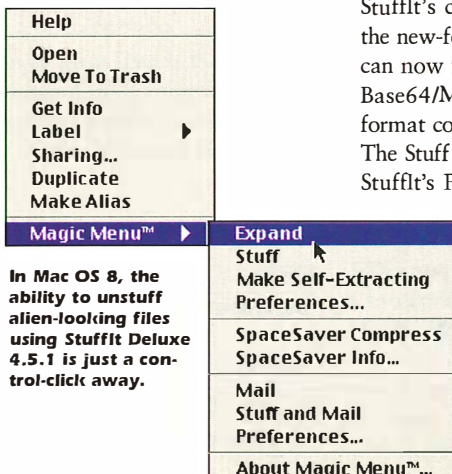 Help
Open
Move To Trash
Get Info
Label
Sharing...
Duplicate
Make Alias
Magic Menu™
Expand
Stuff
Make Self-Extracting
Preferences...
SpaceSaver Compress
SpaceSaver Info...
Mail
Stuff and Mail
Preferences...
About Magic Menu™...
In Mac OS 8, the
ability to unstuff
alien-looking files
using StuffIt Deluxe
4.5.1 is just a con-
trol-click away.
StuffIt's
the
can now
format
The Stuff
StuffIt's